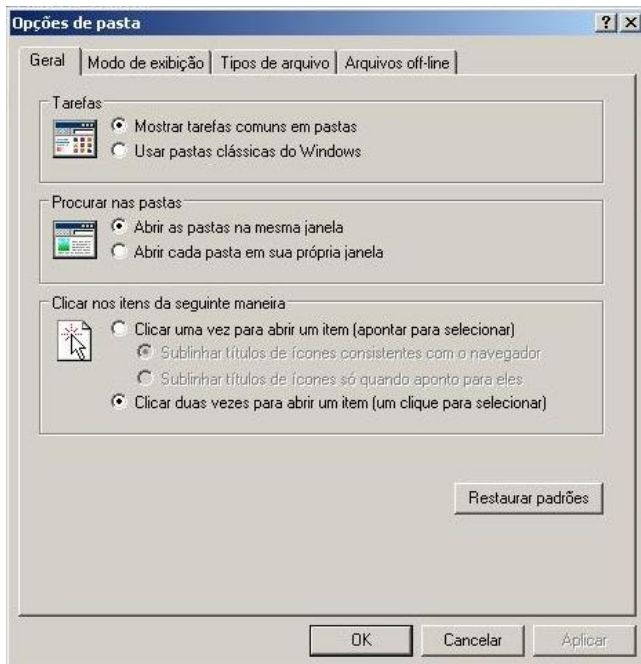 Opções de pasta
Geral Modo de exibição Tipos de arquivo Arquivos off-line
Tarefas
Mostrar tarefas comuns em pastas
Usar pastas clássicas do Windows
Procurar nas pastas
Abrir as pastas na mesma janela
Abrir cada pasta em sua própria janela
Clicar nos itens da seguinte maneira
Clicar uma vez para abrir um item (apontar para selecionar)
Sublinhar títulos de ícones consistentes com o navegador
Sublinhar títulos de ícones só quando aponto para eles
Clicar duas vezes para abrir um item (um clique para selecionar)
Restaurar padrões
OK Cancelar Aplicar